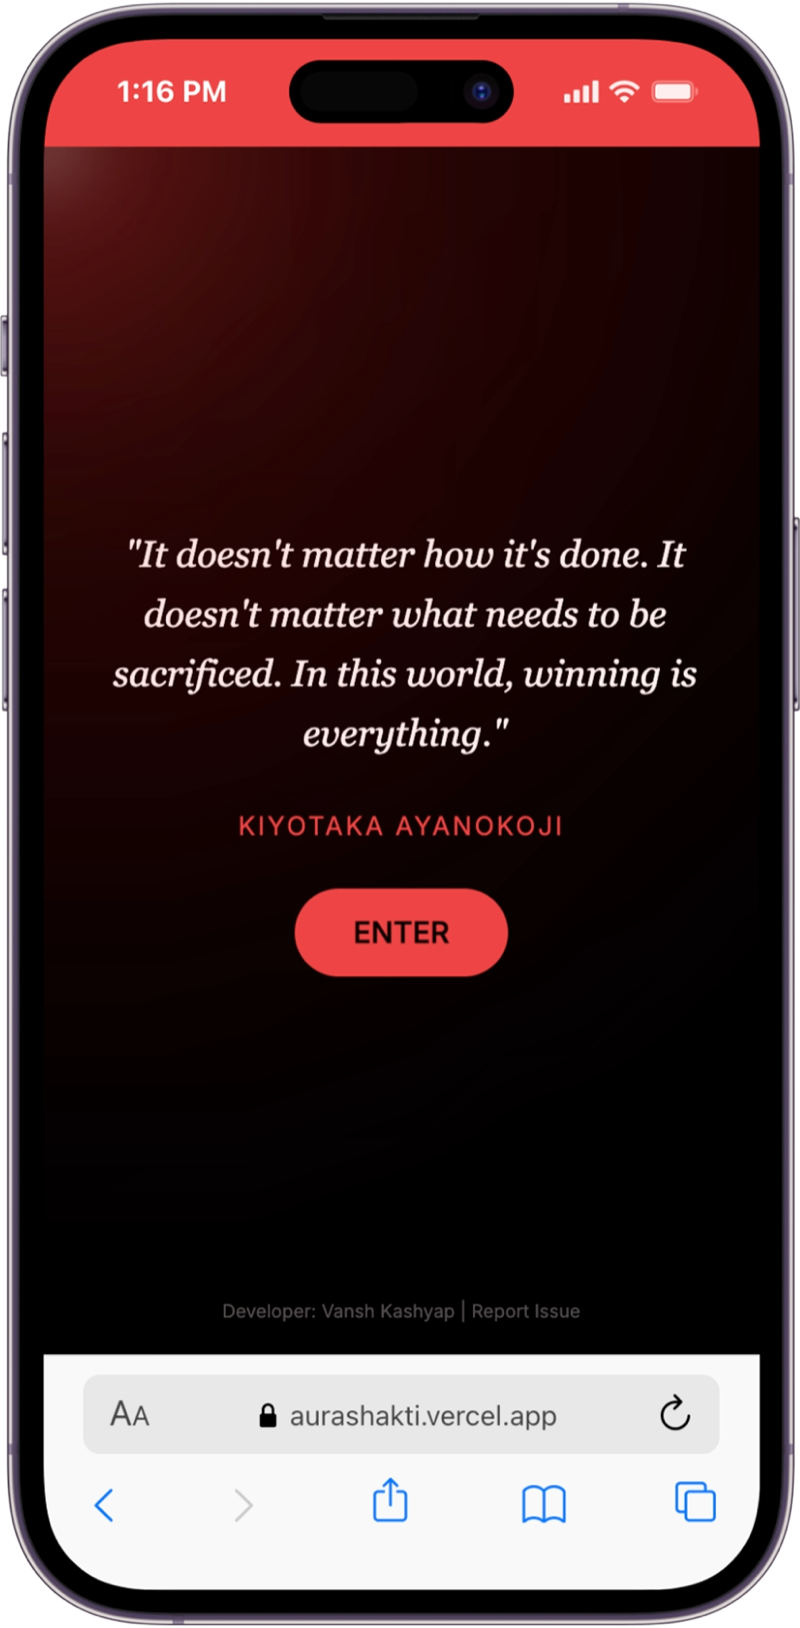 1:16 PM
"It doesn't matter how it's done. It
doesn't matter what needs to be
sacrificed. In this world, winning is
everything."
KIYOTAKA AYANOKOJI
ENTER
Developer: Vansh Kashyap | Report Issue
AA aurashakti.vercel.app